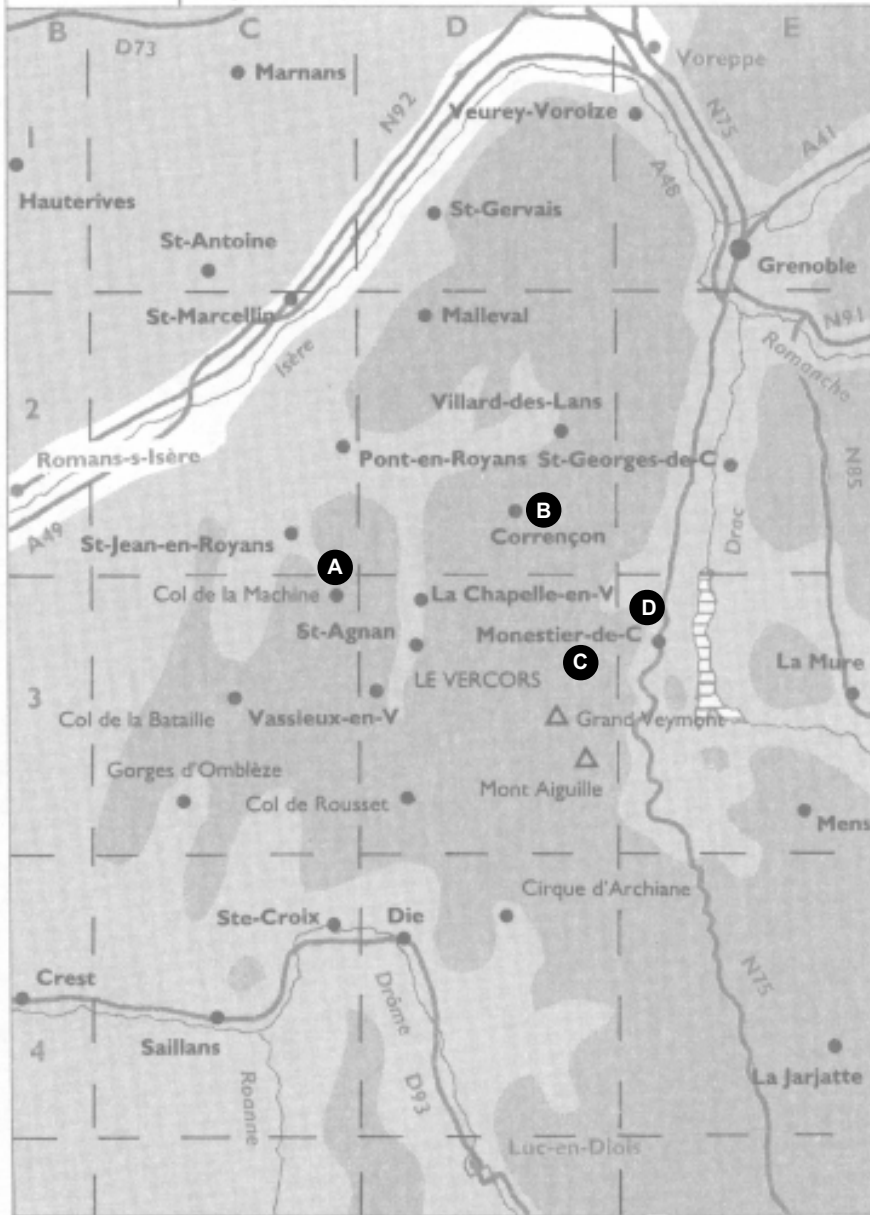 B
C
D
E
D73
Marnans
Voreppe
N92
Veurey-Voroize
N75
A41
1
A48
Hauterives
St-Gervais
St-Antoine
Grenoble
St-Marcellin
Malleval
N91
Isère
Romanche
2
Villard-des-Lans
Romans-s-Isère
Pont-en-Royans
St-Georges-de-C
N85
B
A49
St-Jean-en-Royans
Corrençon
Drac
A
Col de la Machine
La Chapelle-en-V
D
St-Agnan
Monestier-de-C
C
La Mure
LE VERCORS
3
Col de la Bataille
Vassieux-en-V
Grand Veymont
Gorges d'Omblèze
Col de Rousset
Mont Aiguille
Mens
Cirque d'Archiane
Ste-Croix
Die
Crest
Drôme
N75
Saillans
4
La Jarjatte
Roanne
D93
Luc-en-Diois